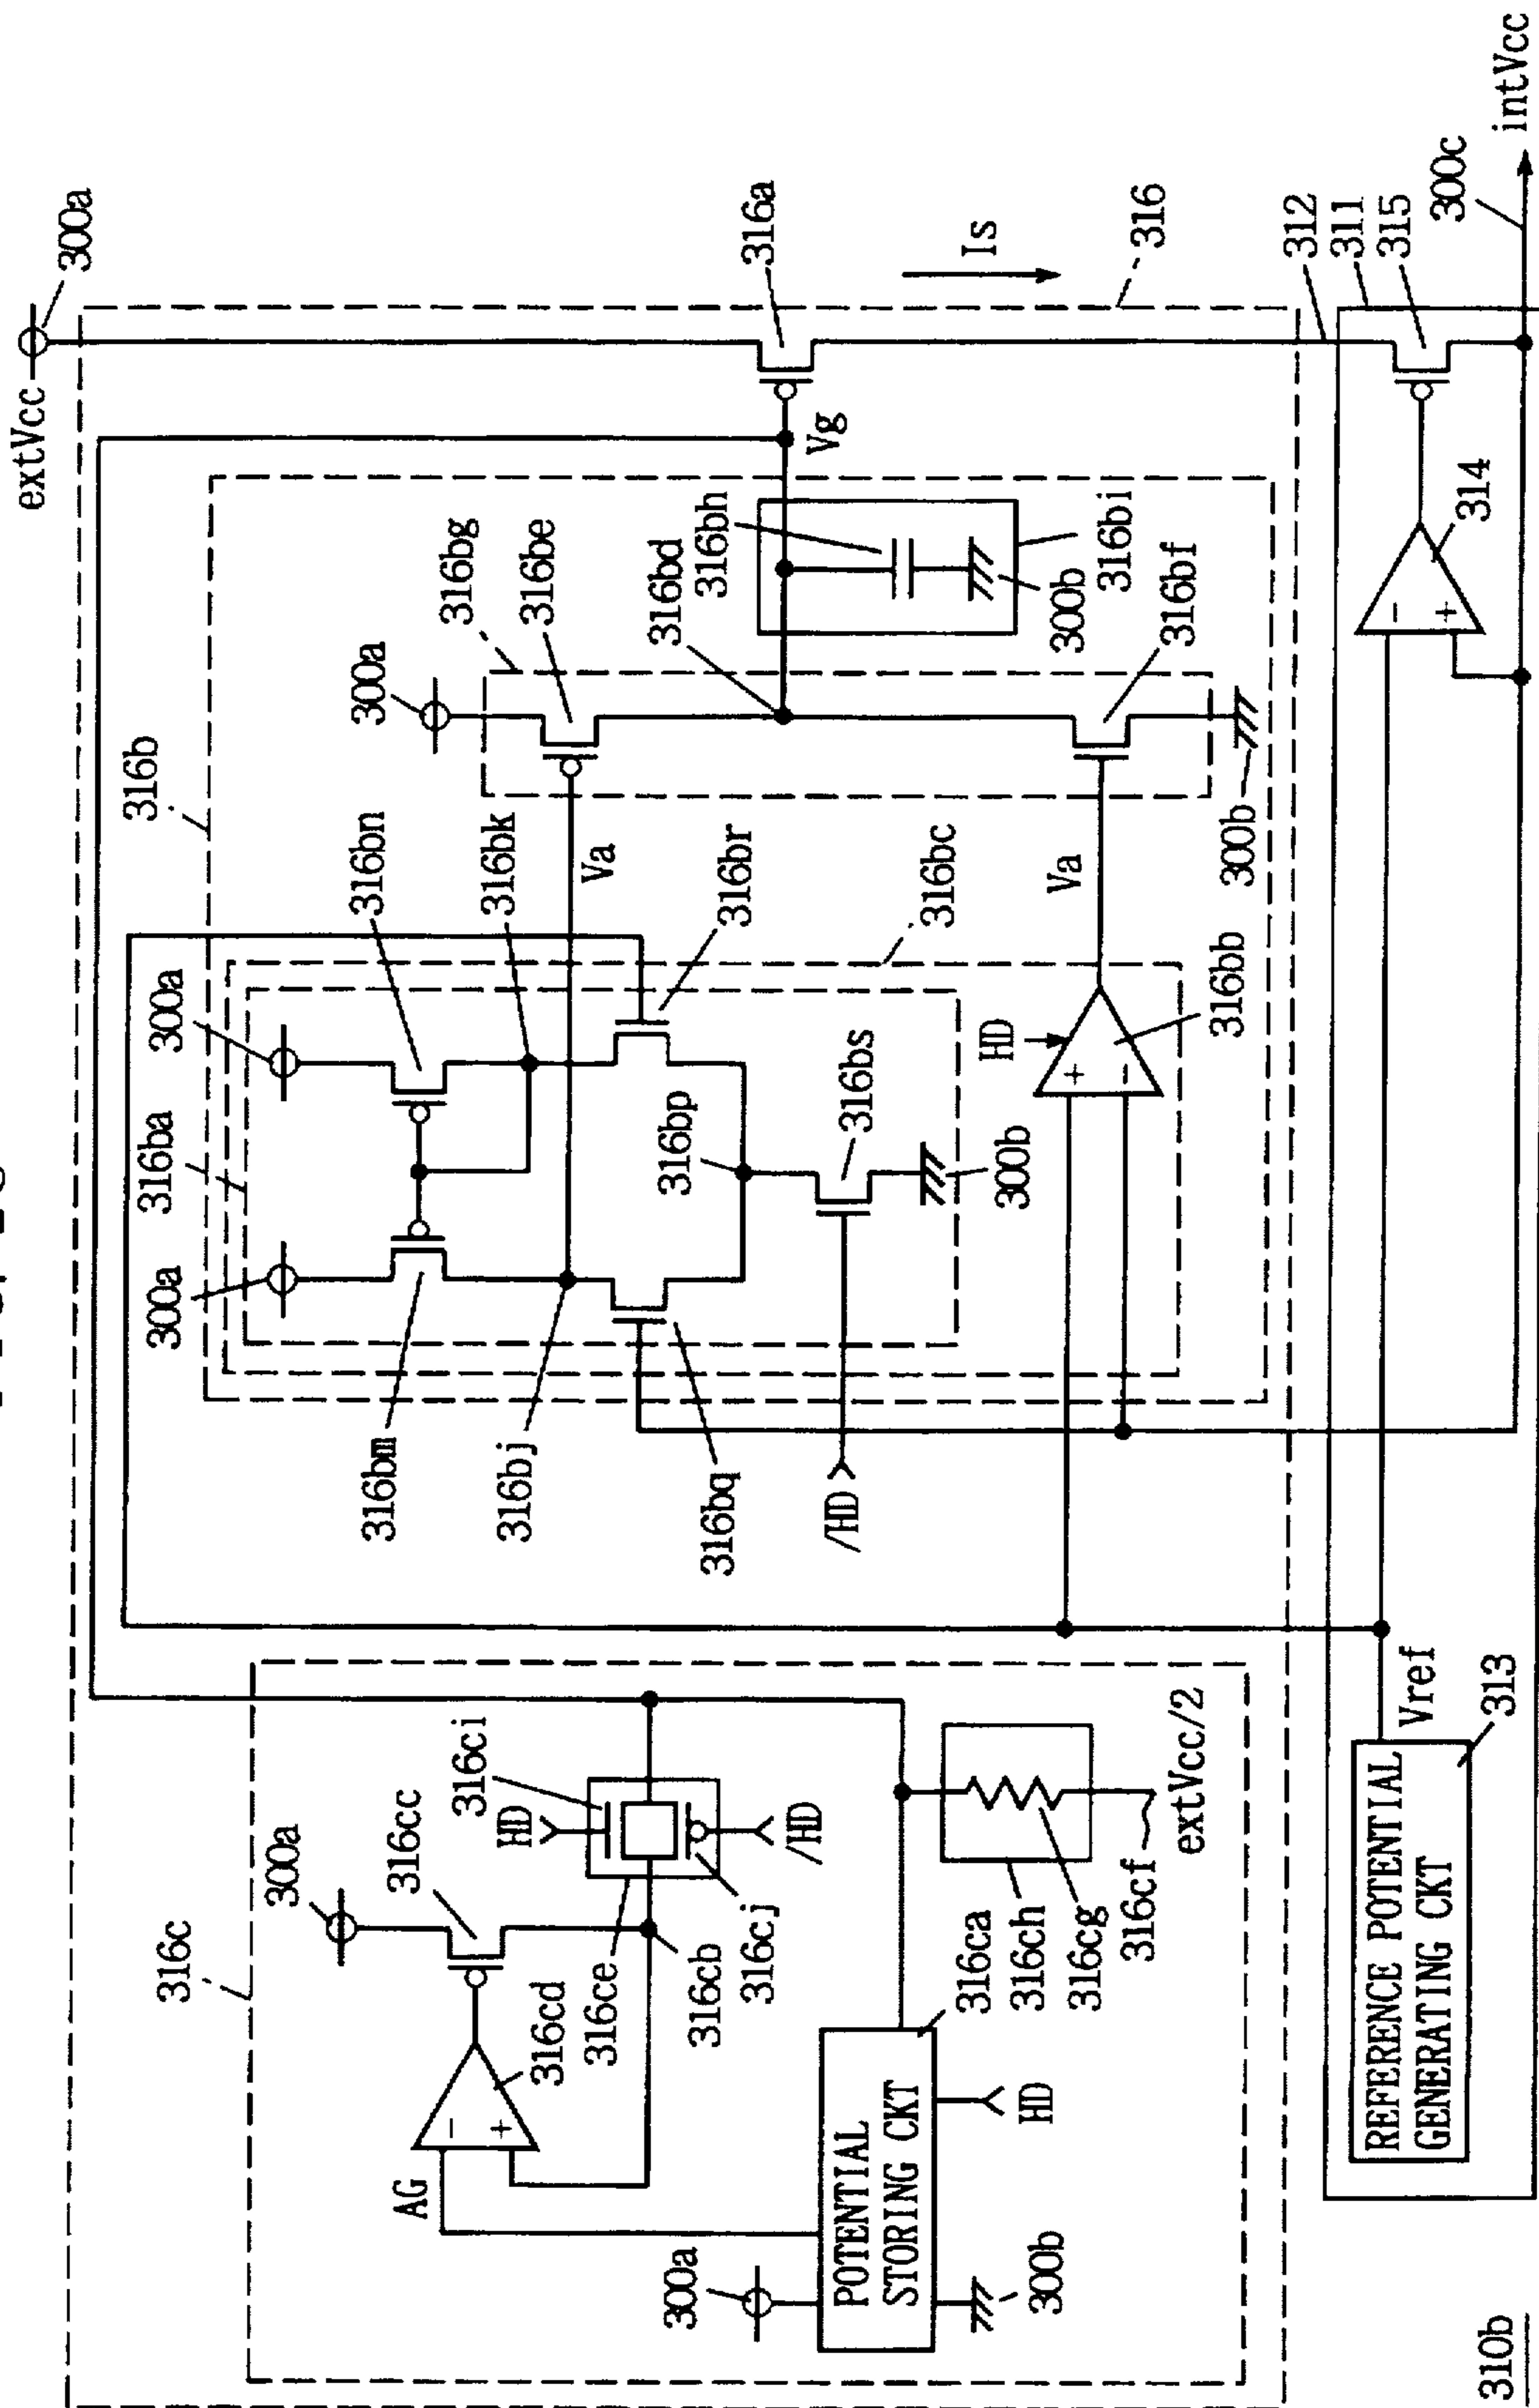 extVcc
300a
316a
Is
316
312
311
315
300c
intVcc
Vg
314
316bg
316be
316bd
316bh
300b
316bi
316bf
300a
316b
Va
Va
300b
316bn
316bk
316br
316bc
300a
316ba
316bp
316bs
300b
HD
+
-
316bb
300a
316bm
316bj
316bq
/HD
-
+
316c
300a
316cc
316ci
HD
/HD
316cd
316ce
316cb
316cj
AG
-
+
316ca
316ch
316cg
316cf
extVcc/2
Vref
313
POTENTIAL
STORING CKT
HD
300a
300b
REFERENCE POTENTIAL
GENERATING CKT
310b